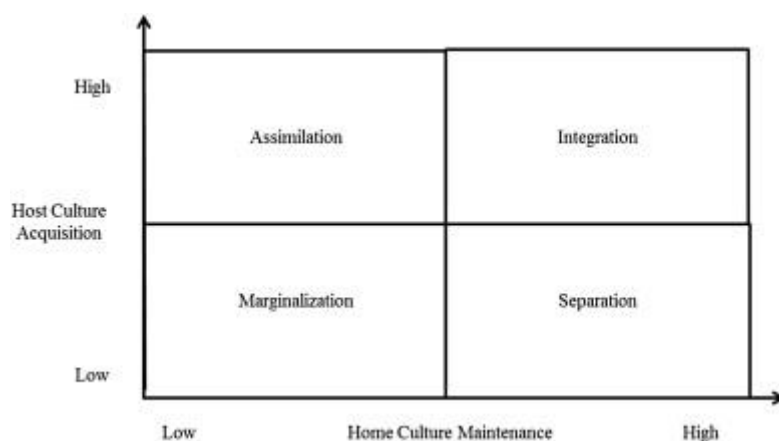 High
Assimilation
Integration
Host Culture
Acquisition
Marginalization
Separation
Low
Low
Home Culture Maintenance
High